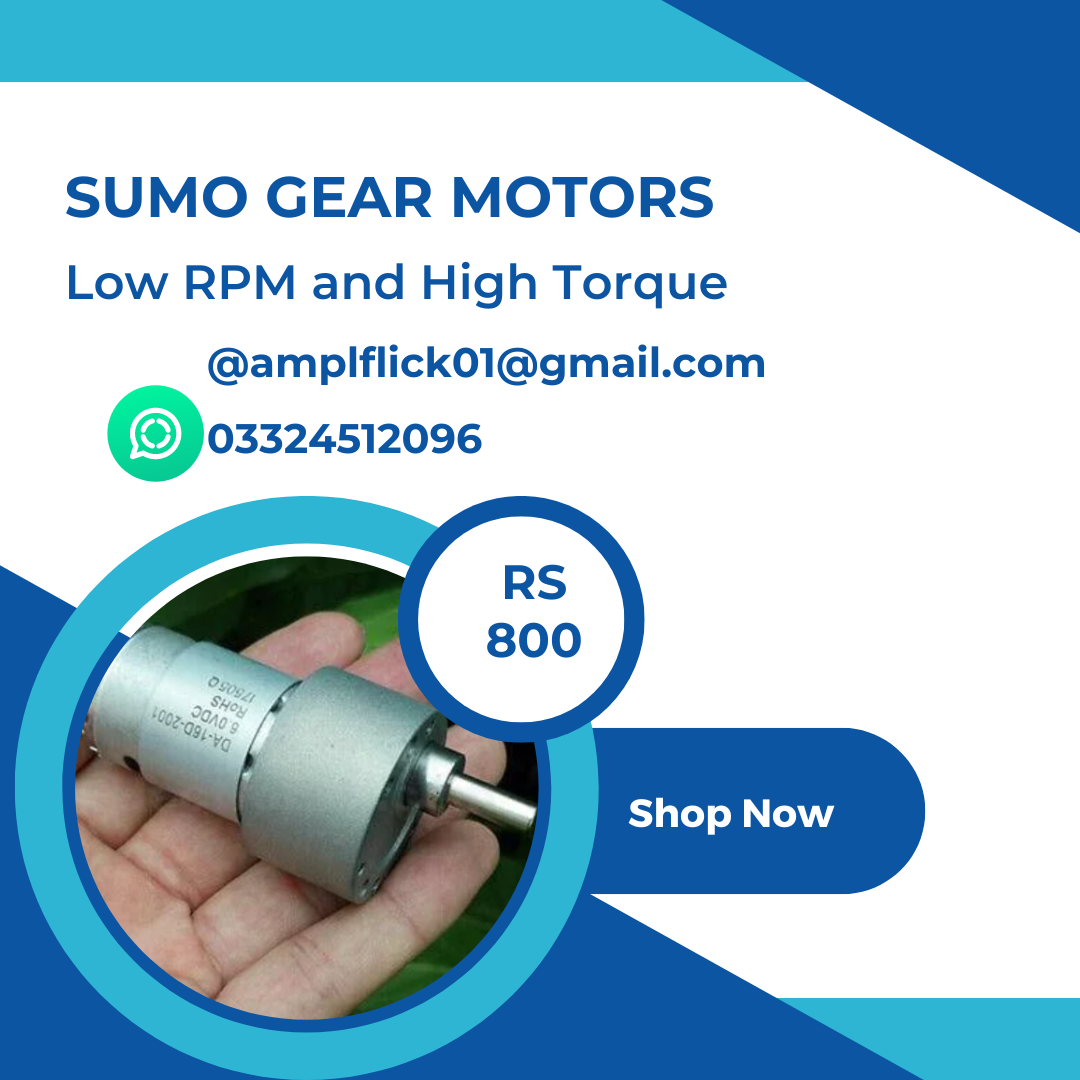 SUMO GEAR MOTORS
Low RPM and High Torque
@amplflick01@gmail.com
03324512096
RS
800
DA-16D-2001
6.0VDC
RoHS
17505Q
Shop Now